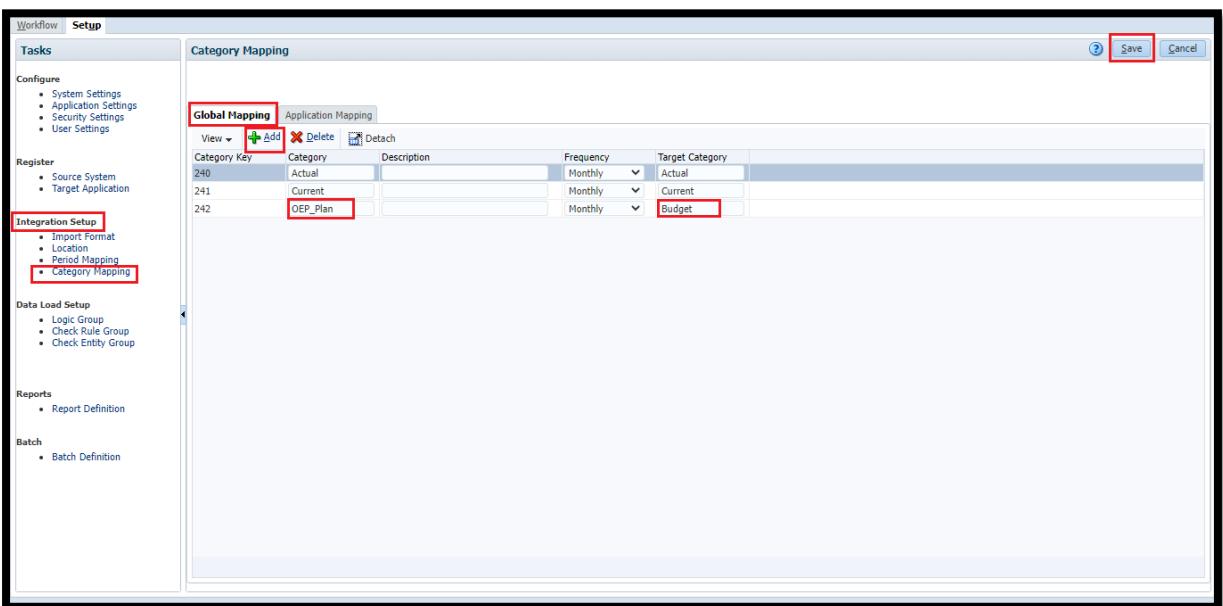 Workflow Setup
Tasks
Configure
System Settings
Application Settings
Security Settings
User Settings
Register
Source System
Target Application
Integration Setup
Import Format
Location
Period Mapping
Category Mapping
Data Load Setup
Logic Group
Check Rule Group
Check Entity Group
Reports
Report Definition
Batch
Batch Definition
Category Mapping ? Save Cancel
Global Mapping Application Mapping
View Add Delete Detach
Category Key Category Description Frequency Target Category
240 Actual Monthly Actual
241 Current Monthly Current
242 OEP_Plan Monthly Budget